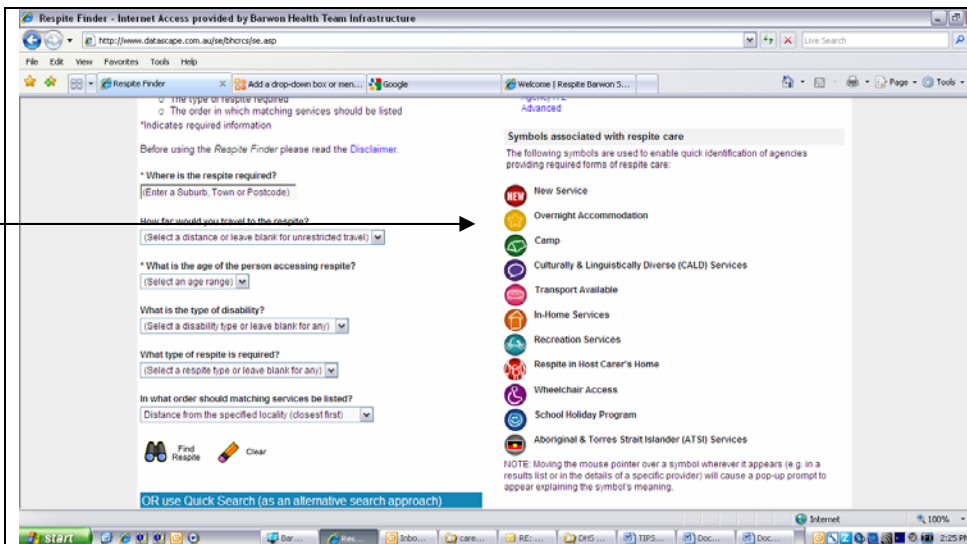 Respite Finder - Internet Access provided by Barwon Health Team Infrastructure
http://www.datascape.com.au/se/bhcrcs/se.asp
Live Search
File Edit View Favorites Tools Help
Respite Finder
Add a drop-down box or men...
Google
Welcome | Respite Barwon S...
Page
Tools
The type of respite required
The order in which matching services should be listed
*Indicates required information
Before using the Respite Finder please read the Disclaimer.
* Where is the respite required?
(Enter a Suburb, Town or Postcode)
How far would you travel to the respite?
(Select a distance or leave blank for unrestricted travel)
* What is the age of the person accessing respite?
(Select an age range)
What is the type of disability?
(Select a disability type or leave blank for any)
What type of respite is required?
(Select a respite type or leave blank for any)
In what order should matching services be listed?
Distance from the specified locality (closest first)
Find
Respite
Clear
OR use Quick Search (as an alternative search approach)
Advanced
Symbols associated with respite care
The following symbols are used to enable quick identification of agencies
providing required forms of respite care:
NEW
New Service
Overnight Accommodation
Camp
Culturally & Linguistically Diverse (CALD) Services
Transport Available
In-Home Services
Recreation Services
Respite in Host Carer's Home
Wheelchair Access
School Holiday Program
Aboriginal & Torres Strait Islander (ATSI) Services
NOTE: Moving the mouse pointer over a symbol wherever it appears (e.g. in a
results list or in the details of a specific provider) will cause a pop-up prompt to
appear explaining the symbol's meaning.
Internet
100%
start
Bar...
Res...
Inbo...
care...
RE: ...
DHS ...
TIPS...
Doc...
Doc...
2:25 PM